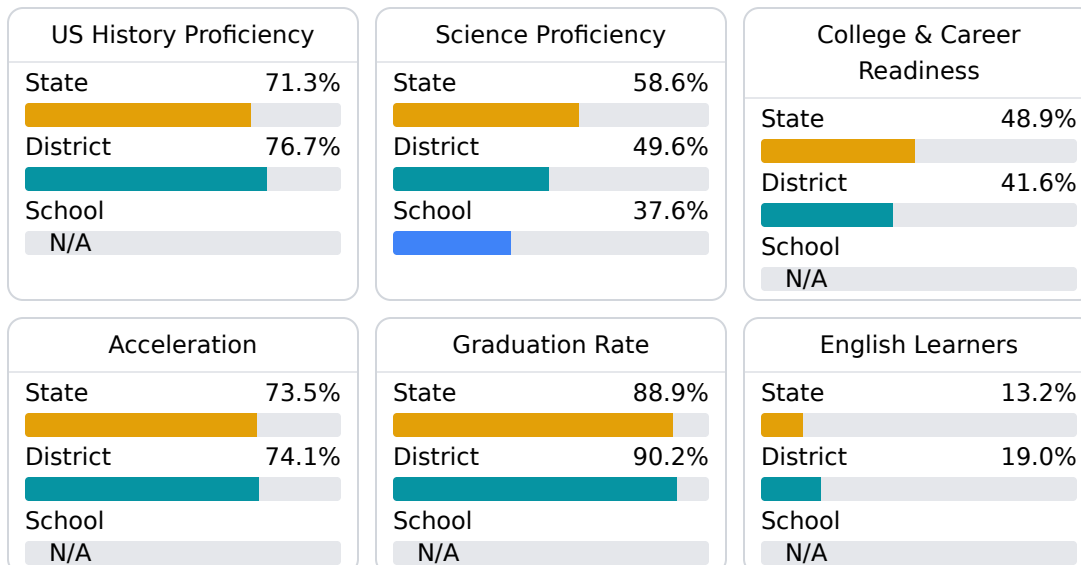 US History Proficiency
State 71.3%
District 76.7%
School
N/A
Science Proficiency
State 58.6%
District 49.6%
School 37.6%
College & Career
Readiness
State 48.9%
District 41.6%
School
N/A
Acceleration
State 73.5%
District 74.1%
School
N/A
Graduation Rate
State 88.9%
District 90.2%
School
N/A
English Learners
State 13.2%
District 19.0%
School
N/A